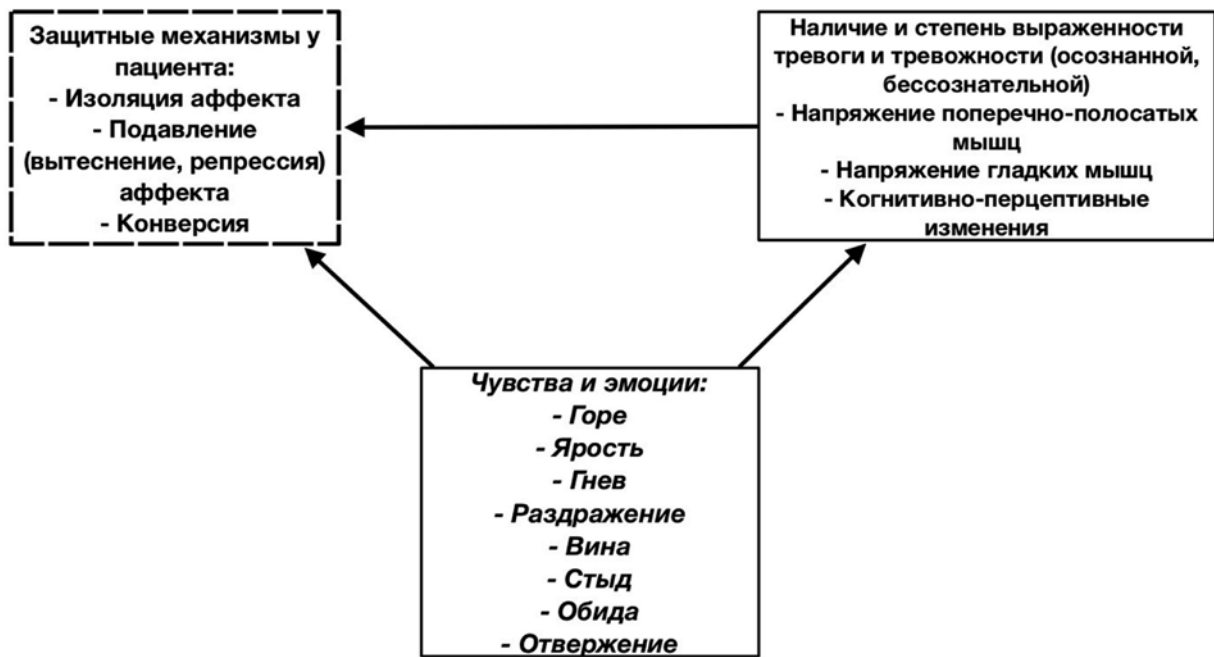 Защитные механизмы у
пациента:
- Изоляция аффекта
- Подавление
(вытеснение, репрессия)
аффекта
- Конверсия
Наличие и степень выраженности
тревоги и тревожности (осознанной,
бессознательной)
- Напряжение поперечно-полосатых
мышц
- Напряжение гладких мышц
- Когнитивно-перцептивные
изменения
Чувства и эмоции:
- Горе
- Ярость
- Гнев
- Раздражение
- Вина
- Стыд
- Обида
- Отвержение